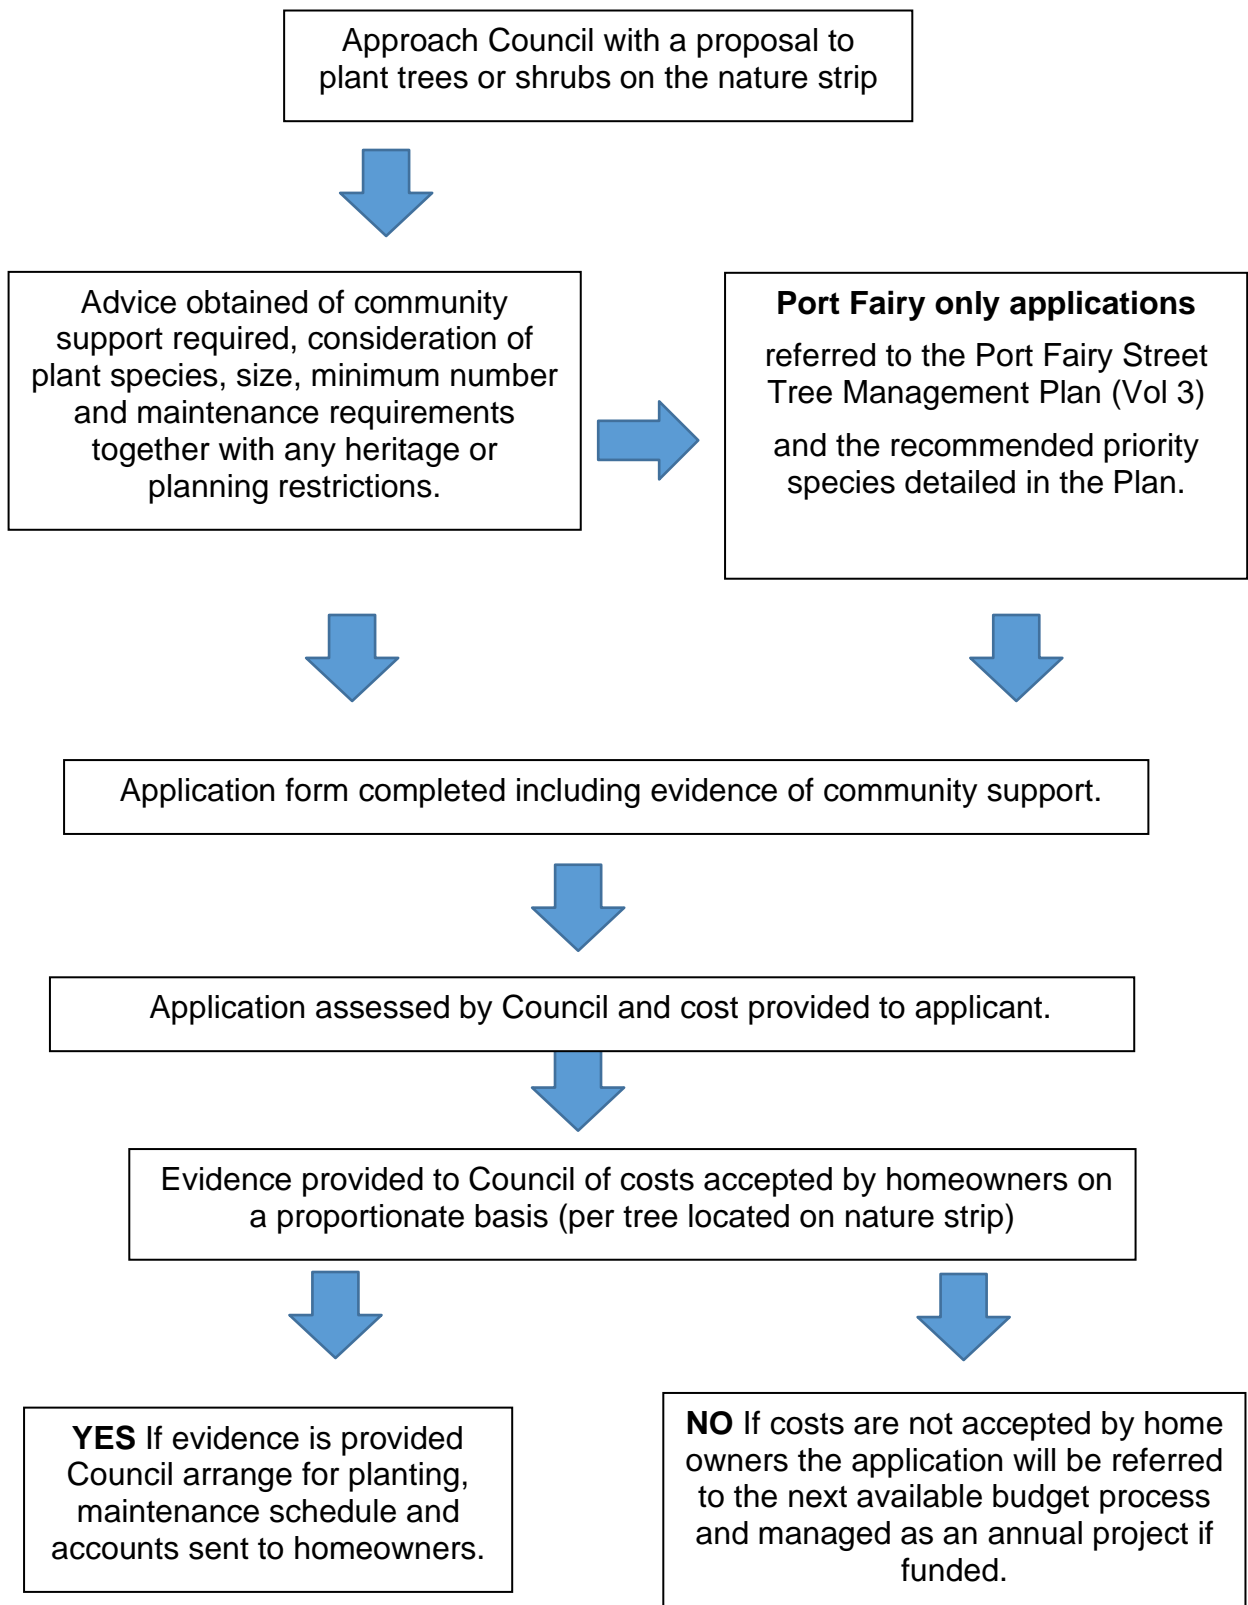 Approach Council with a proposal to
plant trees or shrubs on the nature strip
Advice obtained of community
support required, consideration of
plant species, size, minimum number
and maintenance requirements
together with any heritage or
planning restrictions.
Port Fairy only applications
referred to the Port Fairy Street
Tree Management Plan (Vol 3)
and the recommended priority
species detailed in the Plan.
Application form completed including evidence of community support.
Application assessed by Council and cost provided to applicant.
Evidence provided to Council of costs accepted by homeowners on
a proportionate basis (per tree located on nature strip)
YES If evidence is provided
Council arrange for planting,
maintenance schedule and
accounts sent to homeowners.
NO If costs are not accepted by home
owners the application will be referred
to the next available budget process
and managed as an annual project if
funded.